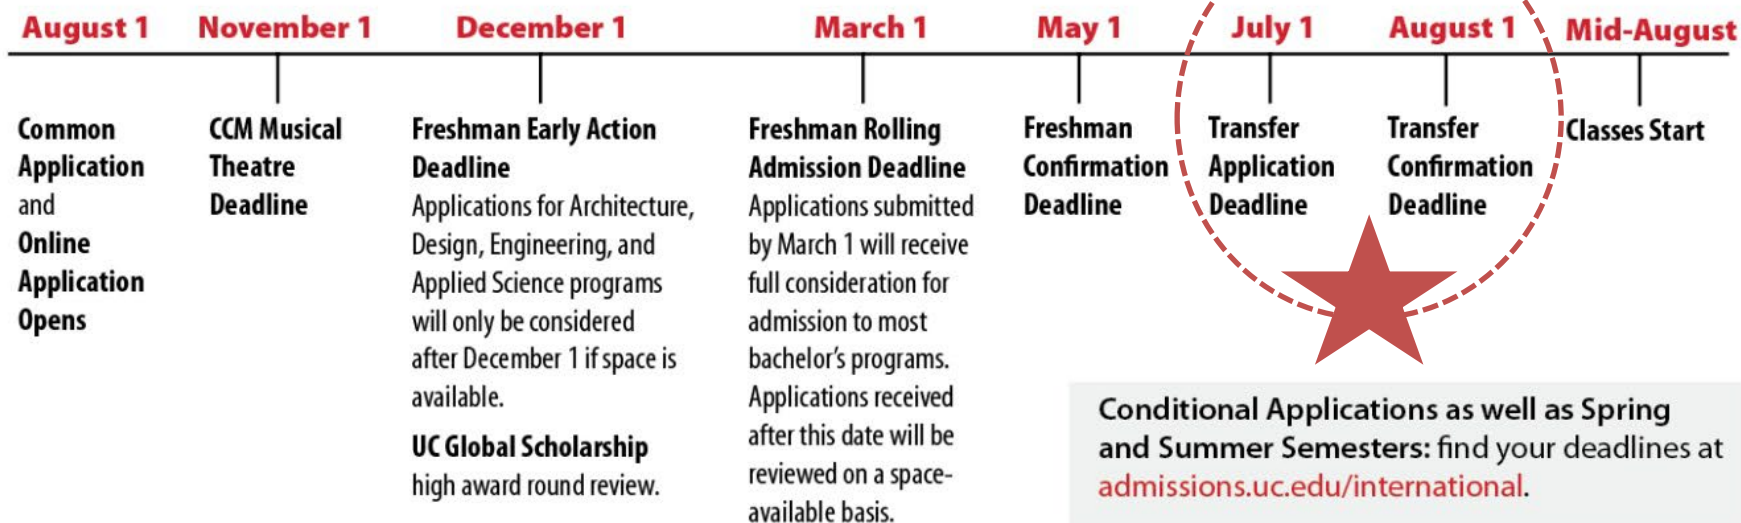 August 1
Common
Application
and
Online
Application
Opens
November 1
CCM Musical
Theatre
Deadline
December 1
Freshman Early Action
Deadline
Applications for Architecture,
Design, Engineering, and
Applied Science programs
will only be considered
after December 1 if space is
available.
UC Global Scholarship
high award round review.
March 1
Freshman Rolling
Admission Deadline
Applications submitted
by March 1 will receive
full consideration for
admission to most
bachelor's programs.
Applications received
after this date will be
reviewed on a space-
available basis.
May 1
Freshman
Confirmation
Deadline
July 1
Transfer
Application
Deadline
August 1
Transfer
Confirmation
Deadline
Mid-August
Classes Start
Conditional Applications as well as Spring
and Summer Semesters: find your deadlines at
admissions.uc.edu/international.